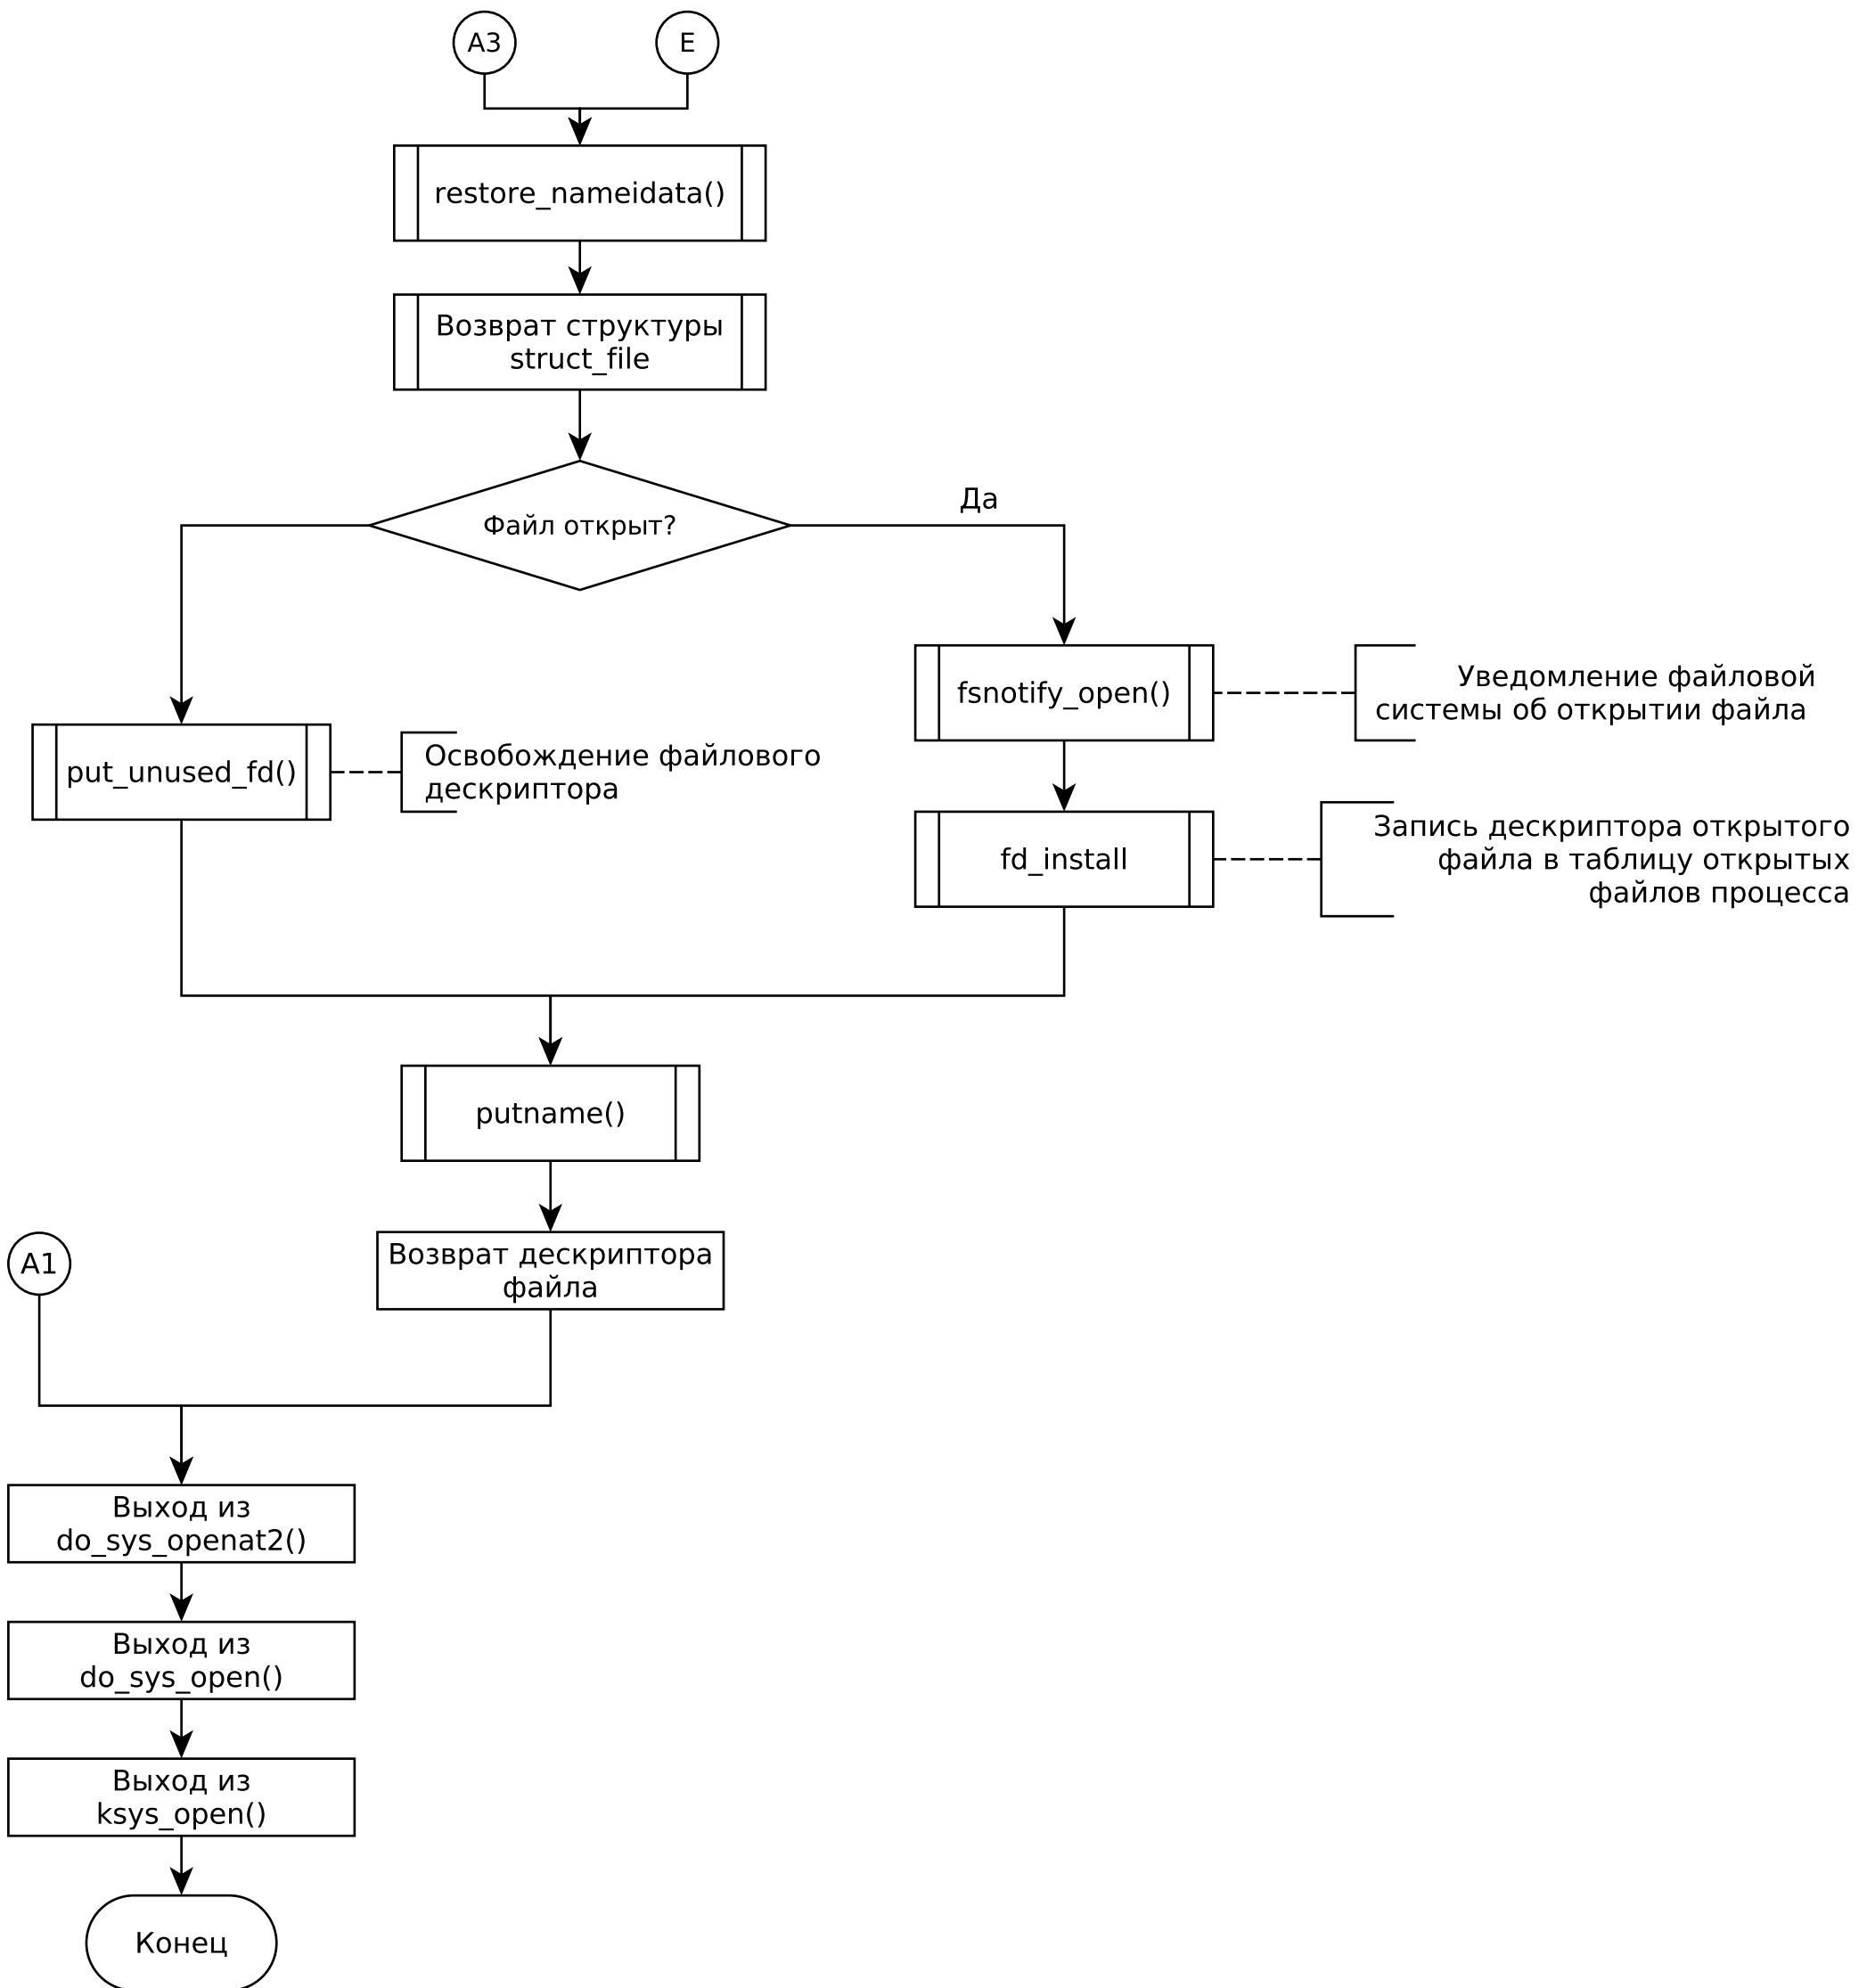 A3
E
restore_nameidata()
Возврат структуры
struct_file
Да
Файл открыт?
Уведомление файловой
системы об открытии файла
fsnotify_open()
Освобождение файлового
дескриптора
put_unused_fd()
Запись дескриптора открытого
файла в таблицу открытых
файлов процесса
fd_install
putname()
A1
Возврат дескриптора
файла
Выход из
do_sys_openat2()
Выход из
do_sys_open()
Выход из
ksys_open()
Конец